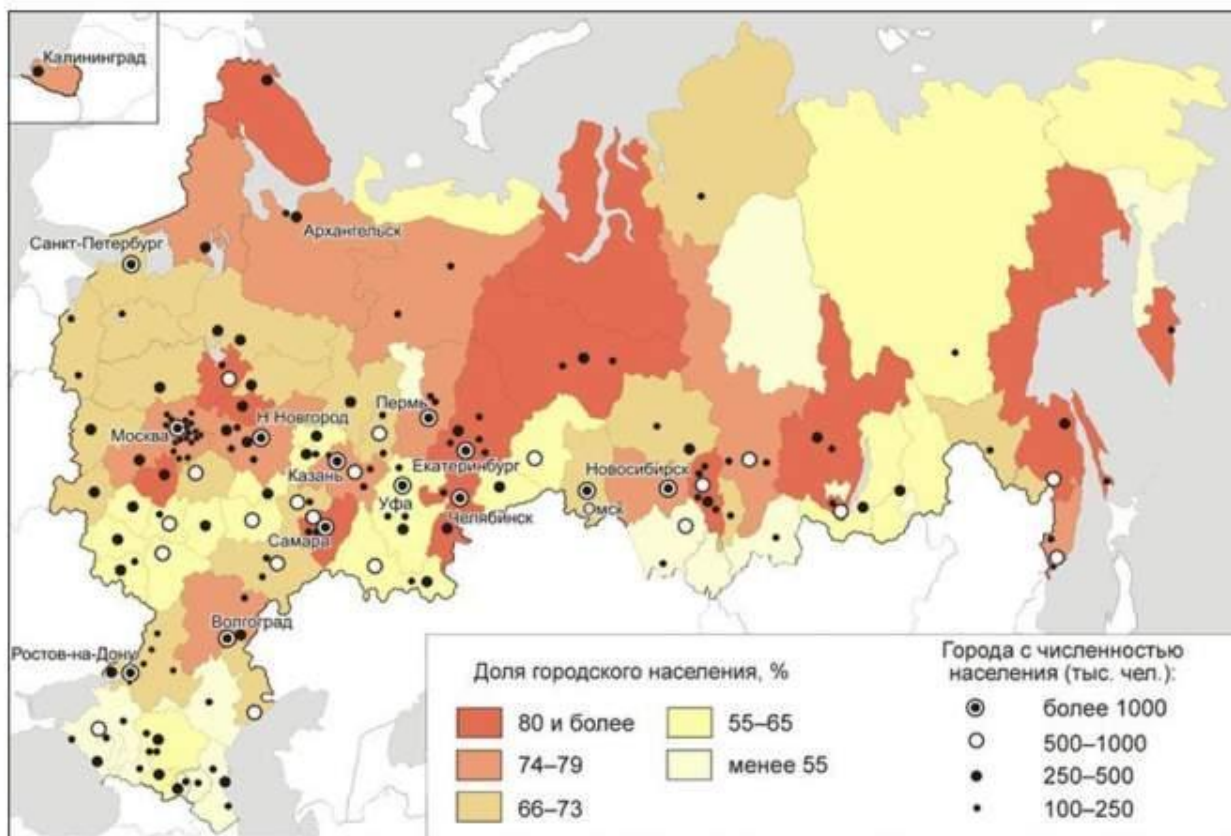 Калининград
Архангельск
Санкт-Петербург
Пермь
Н.Новгород
Москва
Екатеринбург
Казань
Новосибирск
Уфа
Омск
Челябинск
Самара
Волгоград
Ростов-на-Дону
Доля городского населения, %
80 и более
74–79
66–73
55–65
менее 55
Города с численностью
населения (тыс. чел.):
более 1000
500–1000
250–500
100–250